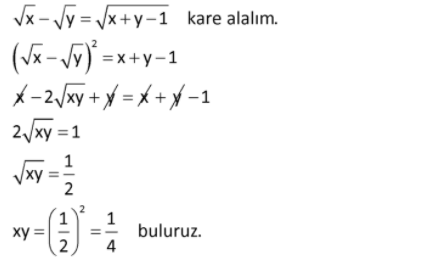 √x − √y = √(x + y − 1) kare alalım.
(√x − √y)² = x + y − 1
x − 2√xy + y = x + y − 1
2√xy = 1
√xy = 1/2
xy = (1/2)² = 1/4 buluruz.